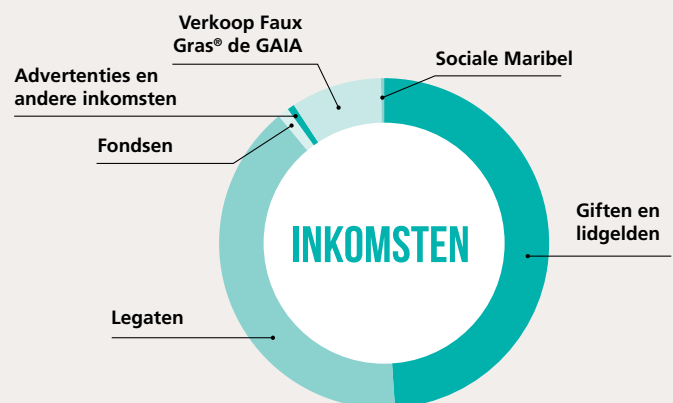 Verkoop Faux
Gras® de GAIA
Sociale Maribel
Advertenties en
andere inkomsten
Fondsen
Giften en
lidgelden
INKOMSTEN
Legaten